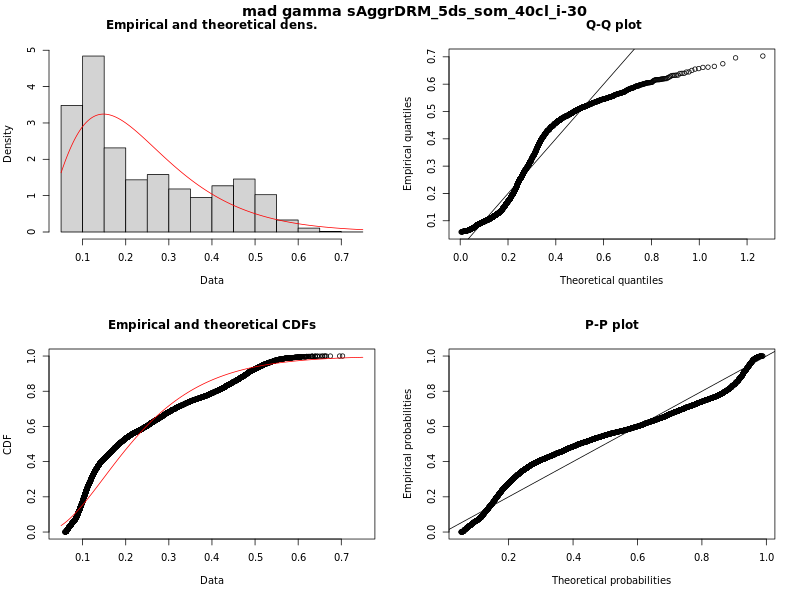 mad gamma sAggrDRM_5ds_som_40cl_i-30
Empirical and theoretical dens.
Density
0 1 2 3 4 5
0.1 0.2 0.3 0.4 0.5 0.6 0.7
Data
Q-Q plot
Empirical quantiles
0.1 0.2 0.3 0.4 0.5 0.6 0.7
0.0 0.2 0.4 0.6 0.8 1.0 1.2
Theoretical quantiles
Empirical and theoretical CDFs
CDF
0.0 0.2 0.4 0.6 0.8 1.0
0.1 0.2 0.3 0.4 0.5 0.6 0.7
Data
P-P plot
Empirical probabilities
0.0 0.2 0.4 0.6 0.8 1.0
0.2 0.4 0.6 0.8 1.0
Theoretical probabilities